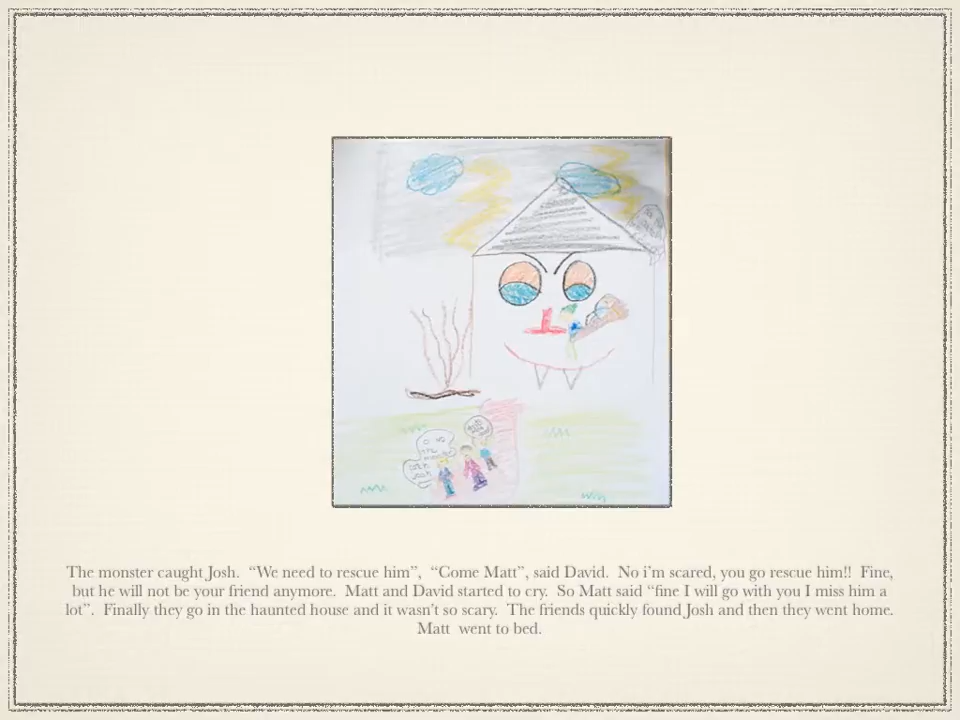 The monster caught Josh.  “We need to rescue him”,  “Come Matt”, said David.  No i’m scared, you go rescue him!!  Fine,
but he will not be your friend anymore.  Matt and David started to cry.  So Matt said “fine I will go with you I miss him a
lot”.  Finally they go in the haunted house and it wasn’t so scary.  The friends quickly found Josh and then they went home.
Matt  went to bed.